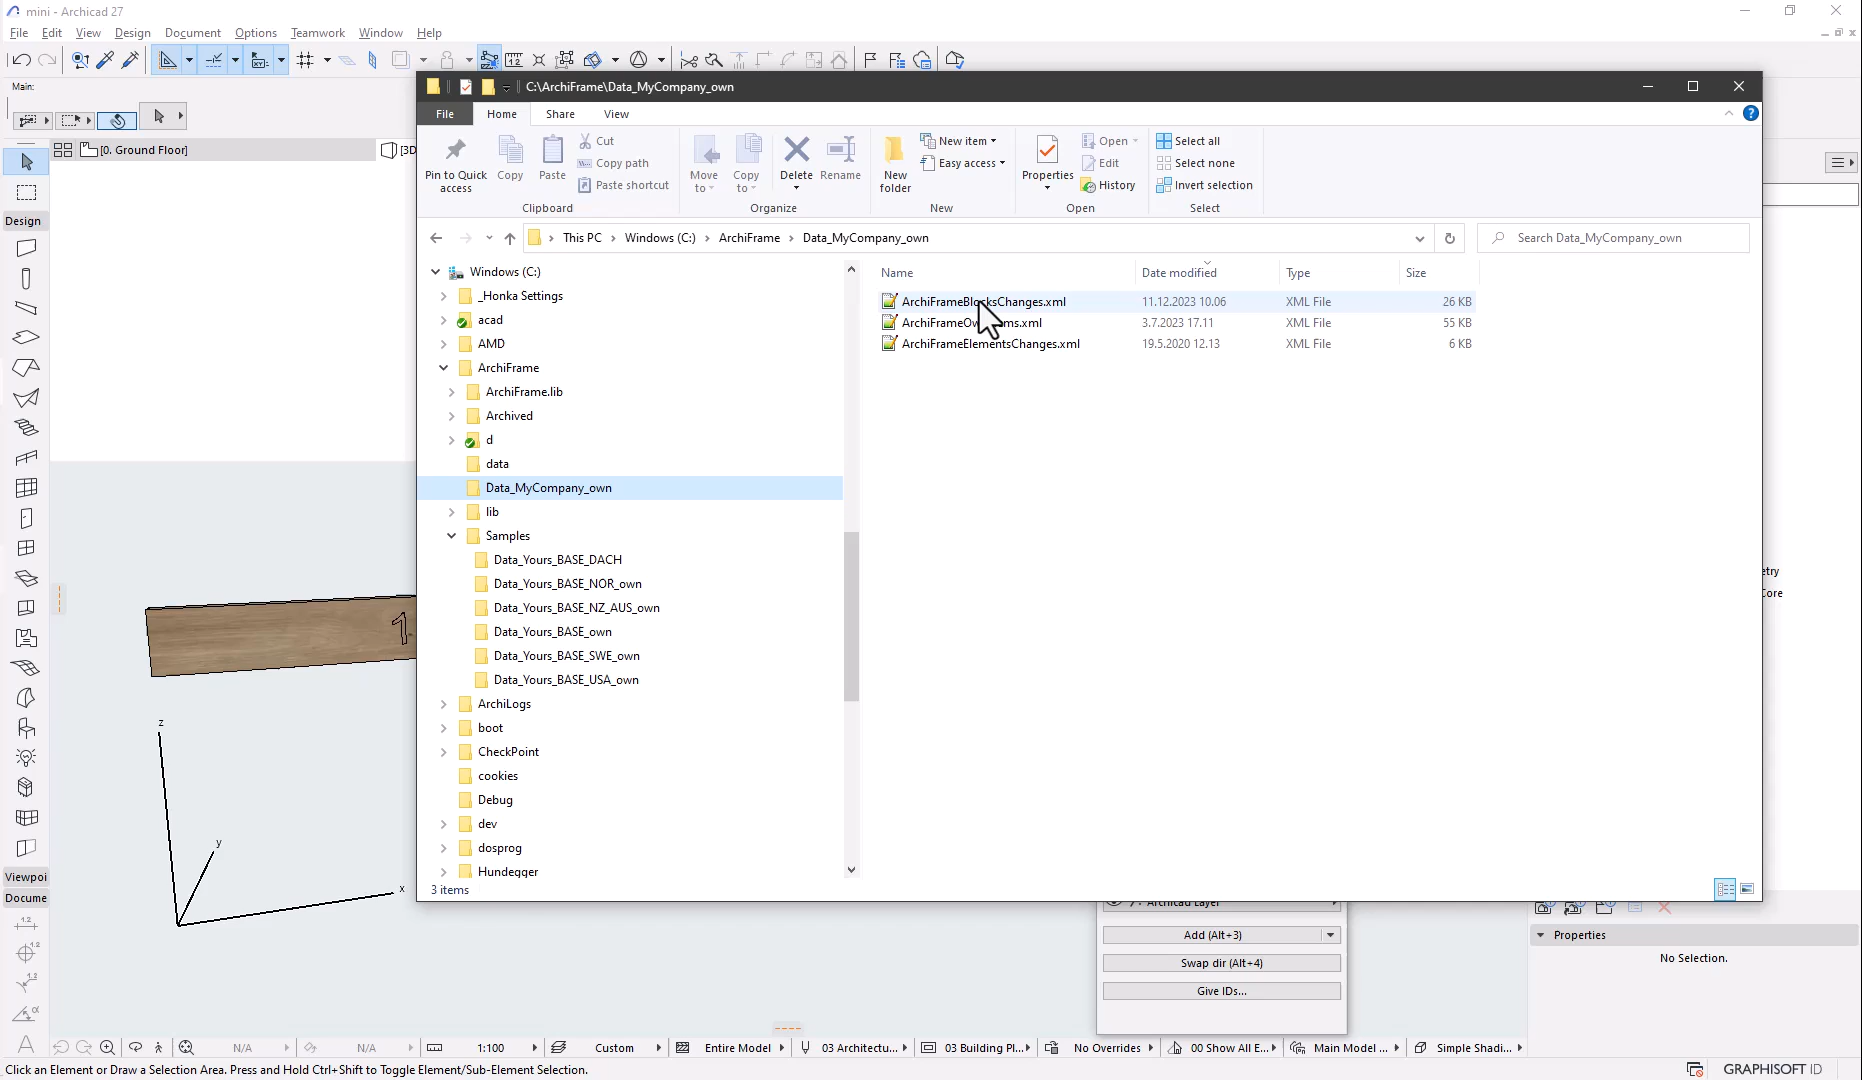 mini - Archicad 27
File Edit View Design Document Options Teamwork Window Help
Main:
[0. Ground Floor]
[3D
Design
Viewpoi
Docume
C:\ArchiFrame\Data_MyCompany_own
File Home Share View
Pin to Quick access
Copy
Paste
Cut
Copy path
Paste shortcut
Clipboard
Move to
Copy to
Delete
Rename
Organize
New folder
New item
Easy access
New
Properties
Open
Edit
History
Open
Select all
Select none
Invert selection
Select
This PC > Windows (C:) > ArchiFrame > Data_MyCompany_own
Search Data_MyCompany_own
Windows (C:)
_Honka Settings
acad
AMD
ArchiFrame
ArchiFrame.lib
Archived
d
data
Data_MyCompany_own
lib
Samples
Data_Yours_BASE_DACH
Data_Yours_BASE_NOR_own
Data_Yours_BASE_NZ_AUS_own
Data_Yours_BASE_own
Data_Yours_BASE_SWE_own
Data_Yours_BASE_USA_own
ArchiLogs
boot
CheckPoint
cookies
Debug
dev
dosprog
Hundegger
3 items
Name Date modified Type Size
ArchiFrameBlocksChanges.xml 11.12.2023 10.06 XML File 26 KB
3.7.2023 17.11 XML File 55 KB
ArchiFrameElementsChanges.xml 19.5.2020 12.13 XML File 6 KB
etry
Core
1
z
y
x
Archicad Layer
Add (Alt+3)
Swap dir (Alt+4)
Give IDs...
Properties
No Selection.
N/A N/A 1:100 Custom Entire Model 03 Architectu... 03 Building Pl... No Overrides 00 Show All E... Main Model ... Simple Shadi...
Click an Element or Draw a Selection Area. Press and Hold Ctrl+Shift to Toggle Element/Sub-Element Selection.
GRAPHISOFT ID